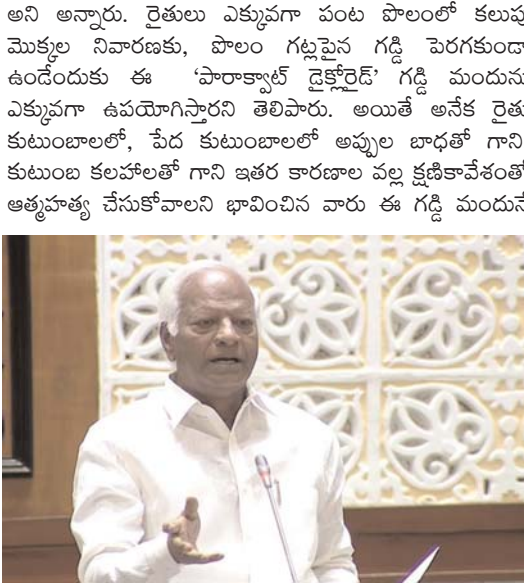 అని అన్నారు. రైతులు ఎక్కువగా పంట పొలంలో కలుపు
మొక్కల నివారణకు, పొలం గట్లపైన గడ్డి పెరగకుండా
ఉండేందుకు ఈ ‘పారాక్వాట్ డైక్లోరైడ్’ గడ్డి మందును
ఎక్కువగా ఉపయోగిస్తారని తెలిపారు. అయితే అనేక రైతు
కుటుంబాలలో, పేద కుటుంబాలలో అప్పుల బాధతో గాని
కుటుంబ కలహాలతో గాని ఇతర కారణాల వల్ల క్షణికావేశంతో
ఆత్మహత్య చేసుకోవాలని భావించిన వారు ఈ గడ్డి మందునే